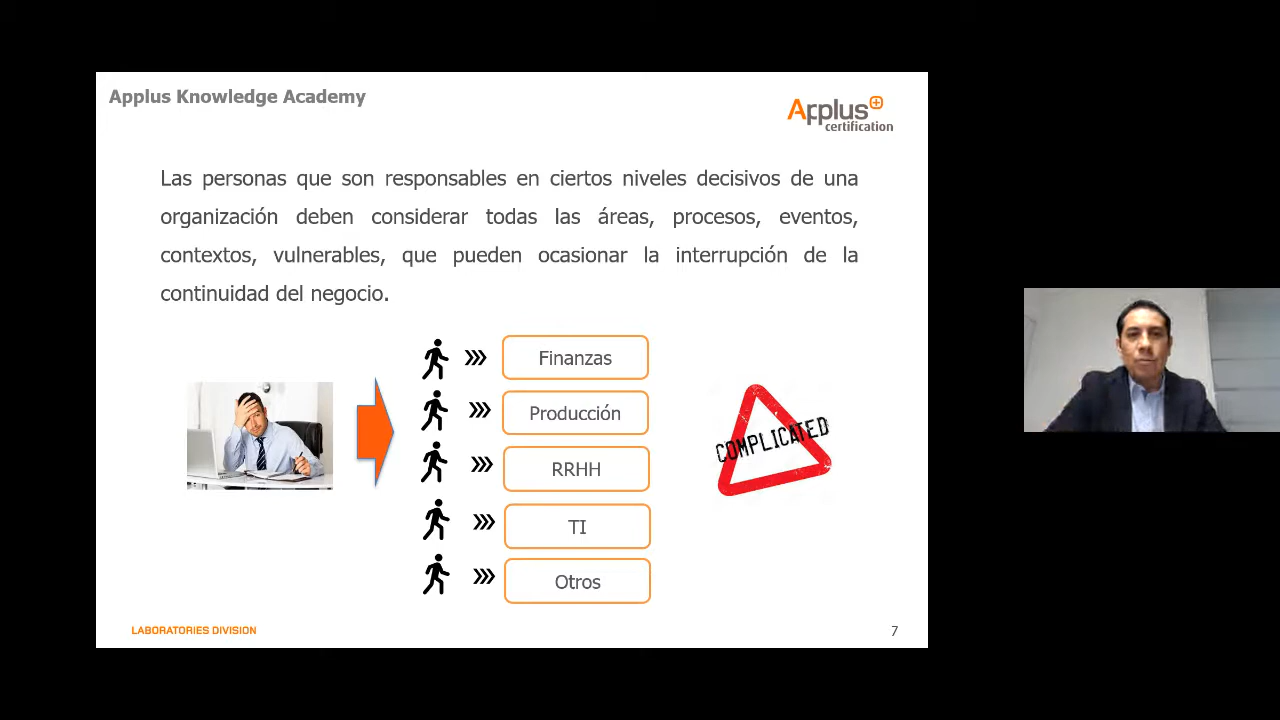 Applus Knowledge Academy
Applus+
certification
Las personas que son responsables en ciertos niveles decisivos de una
organización deben considerar todas las áreas, procesos, eventos,
contextos, vulnerables, que pueden ocasionar la interrupción de la
continuidad del negocio.
Finanzas
Producción
RRHH
TI
Otros
COMPLICATED
LABORATORIES DIVISION
7